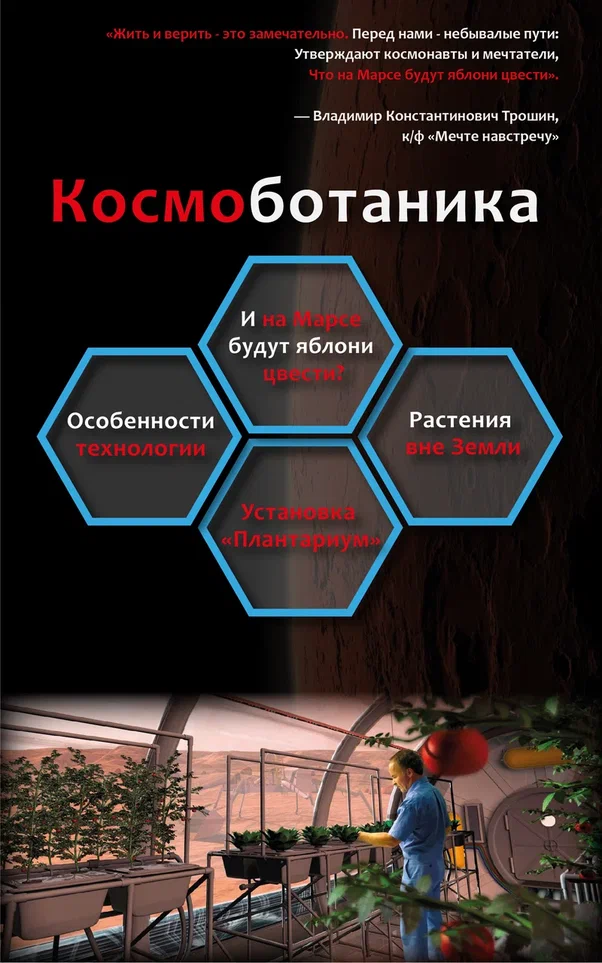 «Жить и верить - это замечательно. Перед нами - небывалые пути:
Утверждают космонавты и мечтатели,
Что на Марсе будут яблони цвести».
— Владимир Константинович Трошин,
к/ф «Мечте навстречу»
Космоботаника
И на Марсе
будут яблони
цвести?
Особенности
технологии
Растения
вне Земли
Установка
«Плантариум»